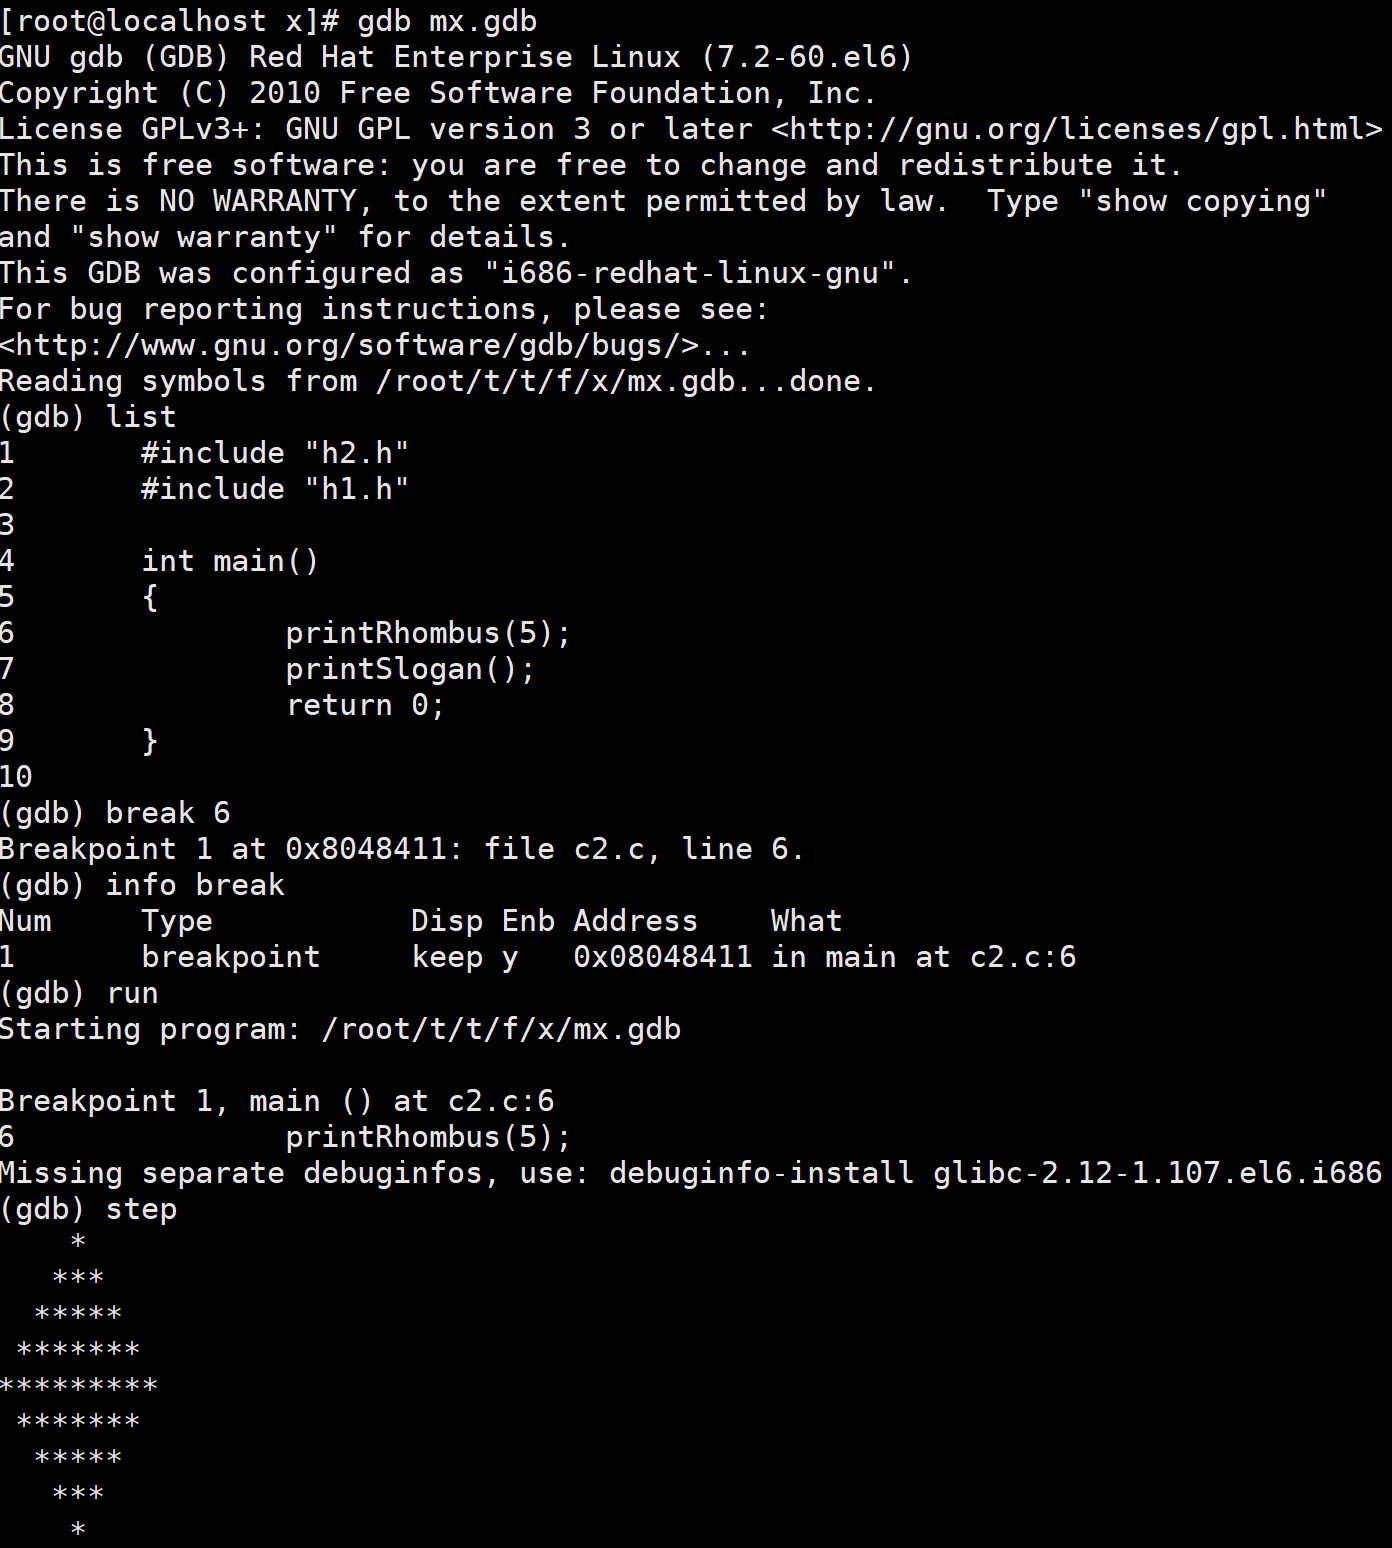 [root@localhost x]# gdb mx.gdb
GNU gdb (GDB) Red Hat Enterprise Linux (7.2-60.el6)
Copyright (C) 2010 Free Software Foundation, Inc.
License GPLv3+: GNU GPL version 3 or later <http://gnu.org/licenses/gpl.html>
This is free software: you are free to change and redistribute it.
There is NO WARRANTY, to the extent permitted by law.  Type "show copying"
and "show warranty" for details.
This GDB was configured as "i686-redhat-linux-gnu".
For bug reporting instructions, please see:
<http://www.gnu.org/software/gdb/bugs/>...
Reading symbols from /root/t/t/f/x/mx.gdb...done.
(gdb) list
1       #include "h2.h"
2       #include "h1.h"
3
4       int main()
5       {
6               printRhombus(5);
7               printSlogan();
8               return 0;
9       }
10
(gdb) break 6
Breakpoint 1 at 0x8048411: file c2.c, line 6.
(gdb) info break
Num     Type           Disp Enb Address    What
1       breakpoint     keep y   0x08048411 in main at c2.c:6
(gdb) run
Starting program: /root/t/t/f/x/mx.gdb

Breakpoint 1, main () at c2.c:6
6               printRhombus(5);
Missing separate debuginfos, use: debuginfo-install glibc-2.12-1.107.el6.i686
(gdb) step
    *
   ***
  *****
 *******
*********
 *******
  *****
   ***
    *